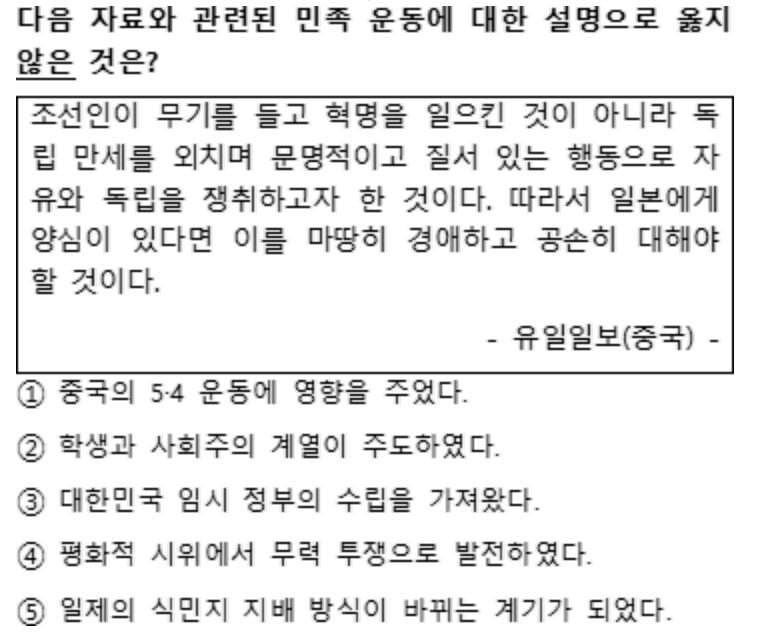 다음 자료와 관련된 민족 운동에 대한 설명으로 옳지
않은 것은?
조선인이 무기를 들고 혁명을 일으킨 것이 아니라 독
립 만세를 외치며 문명적이고 질서 있는 행동으로 자
유와 독립을 쟁취하고자 한 것이다. 따라서 일본에게
양심이 있다면 이를 마땅히 경애하고 공손히 대해야
할 것이다.
- 유일일보(중국) -
① 중국의 5·4 운동에 영향을 주었다.
② 학생과 사회주의 계열이 주도하였다.
③ 대한민국 임시 정부의 수립을 가져왔다.
④ 평화적 시위에서 무력 투쟁으로 발전하였다.
⑤ 일제의 식민지 지배 방식이 바뀌는 계기가 되었다.